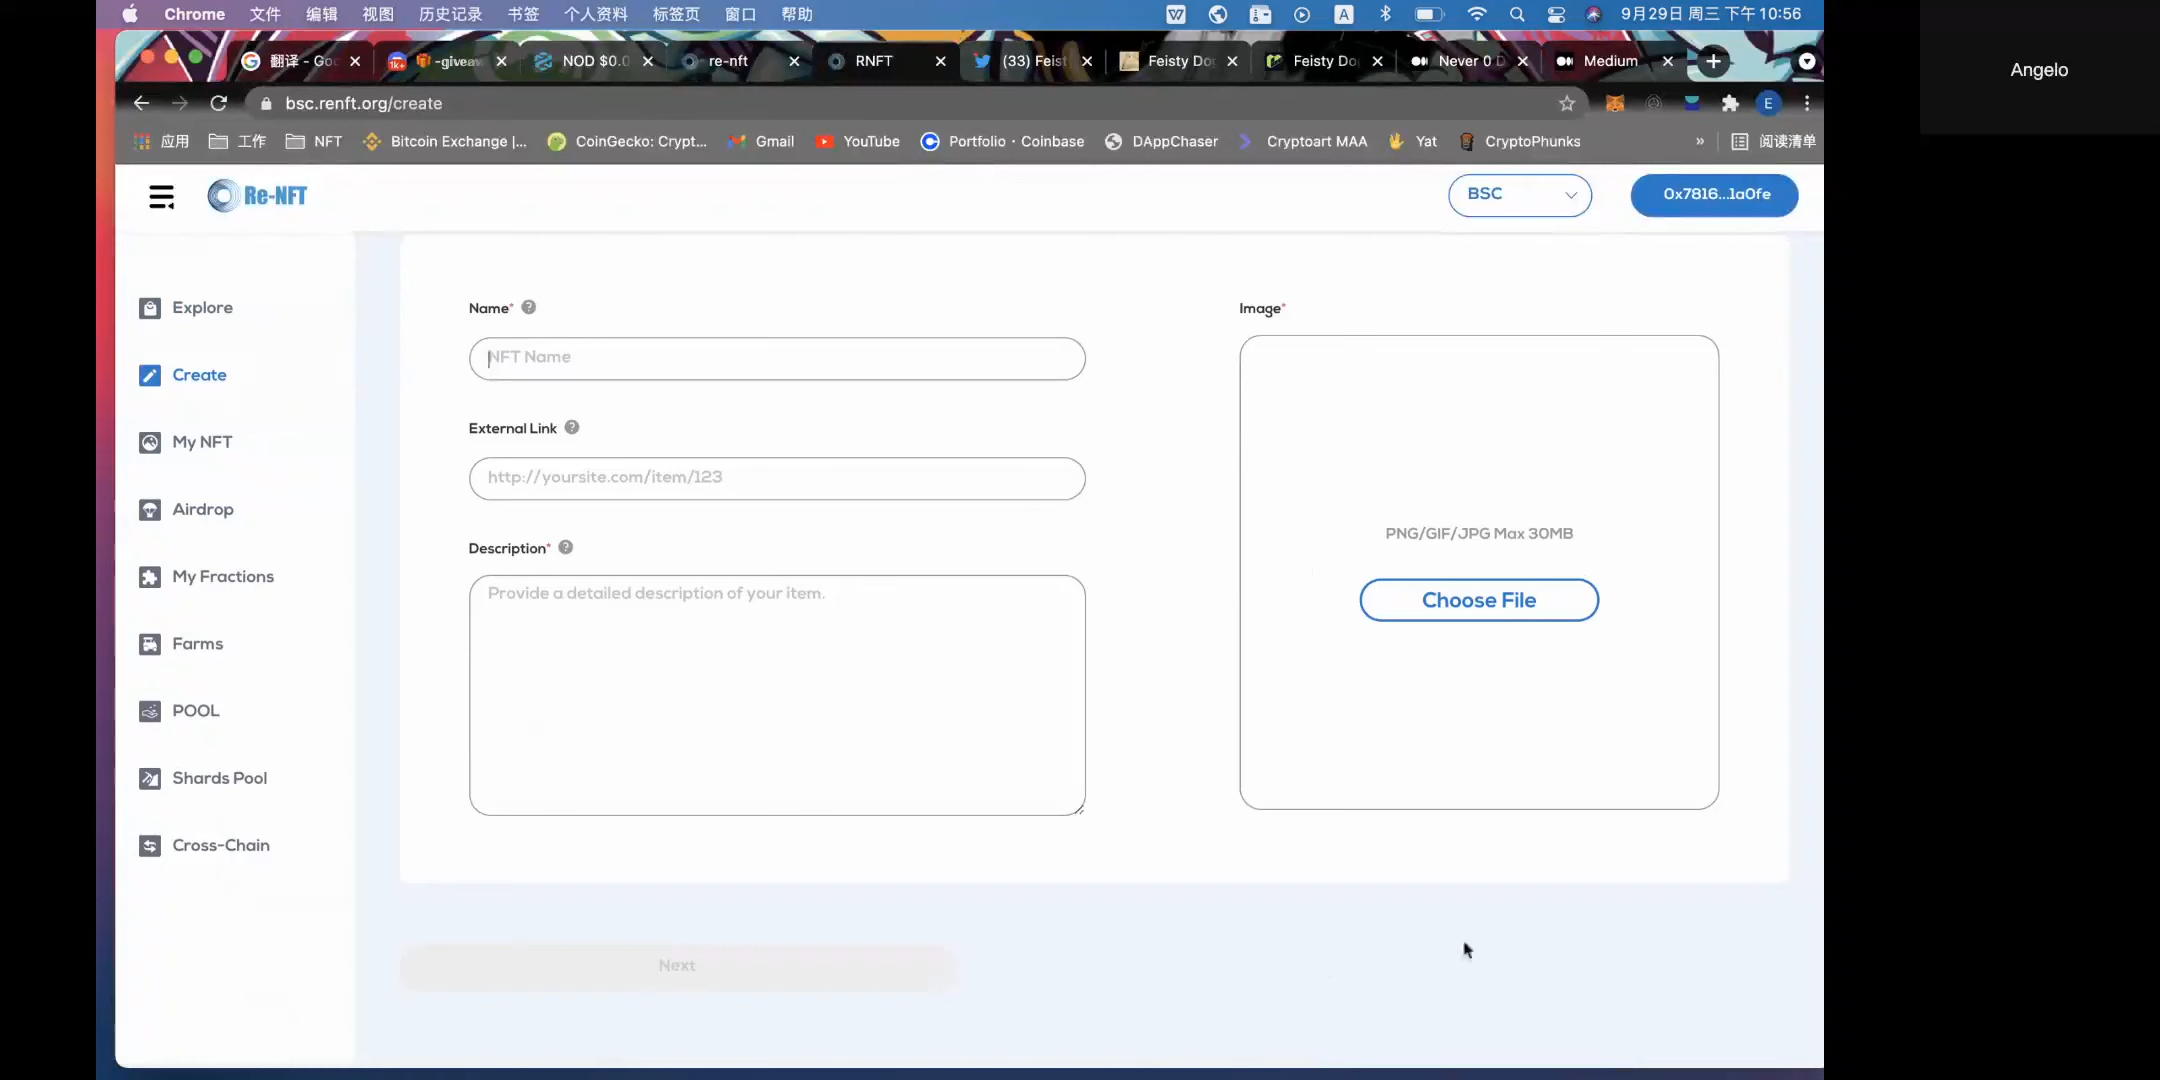 Chrome 文件 编辑 视图 历史记录 书签 个人资料 标签页 窗口 帮助 9月29日 周三 下午10:56
Angelo
翻译 - Goo -giveaw NOD $0.0 re-nft RNFT (33) Feist Feisty Do Feisty Do Never 0 D Medium
bsc.renft.org/create E
应用 工作 NFT Bitcoin Exchange |... CoinGecko: Crypt... Gmail YouTube Portfolio · Coinbase DAppChaser Cryptoart MAA Yat CryptoPhunks » 阅读清单
Re-NFT BSC 0x7816...1a0fe
Explore
Create
My NFT
Airdrop
My Fractions
Farms
POOL
Shards Pool
Cross-Chain
Name*
NFT Name
External Link
http://yoursite.com/item/123
Description*
Provide a detailed description of your item.
Image*
PNG/GIF/JPG Max 30MB
Choose File
Next